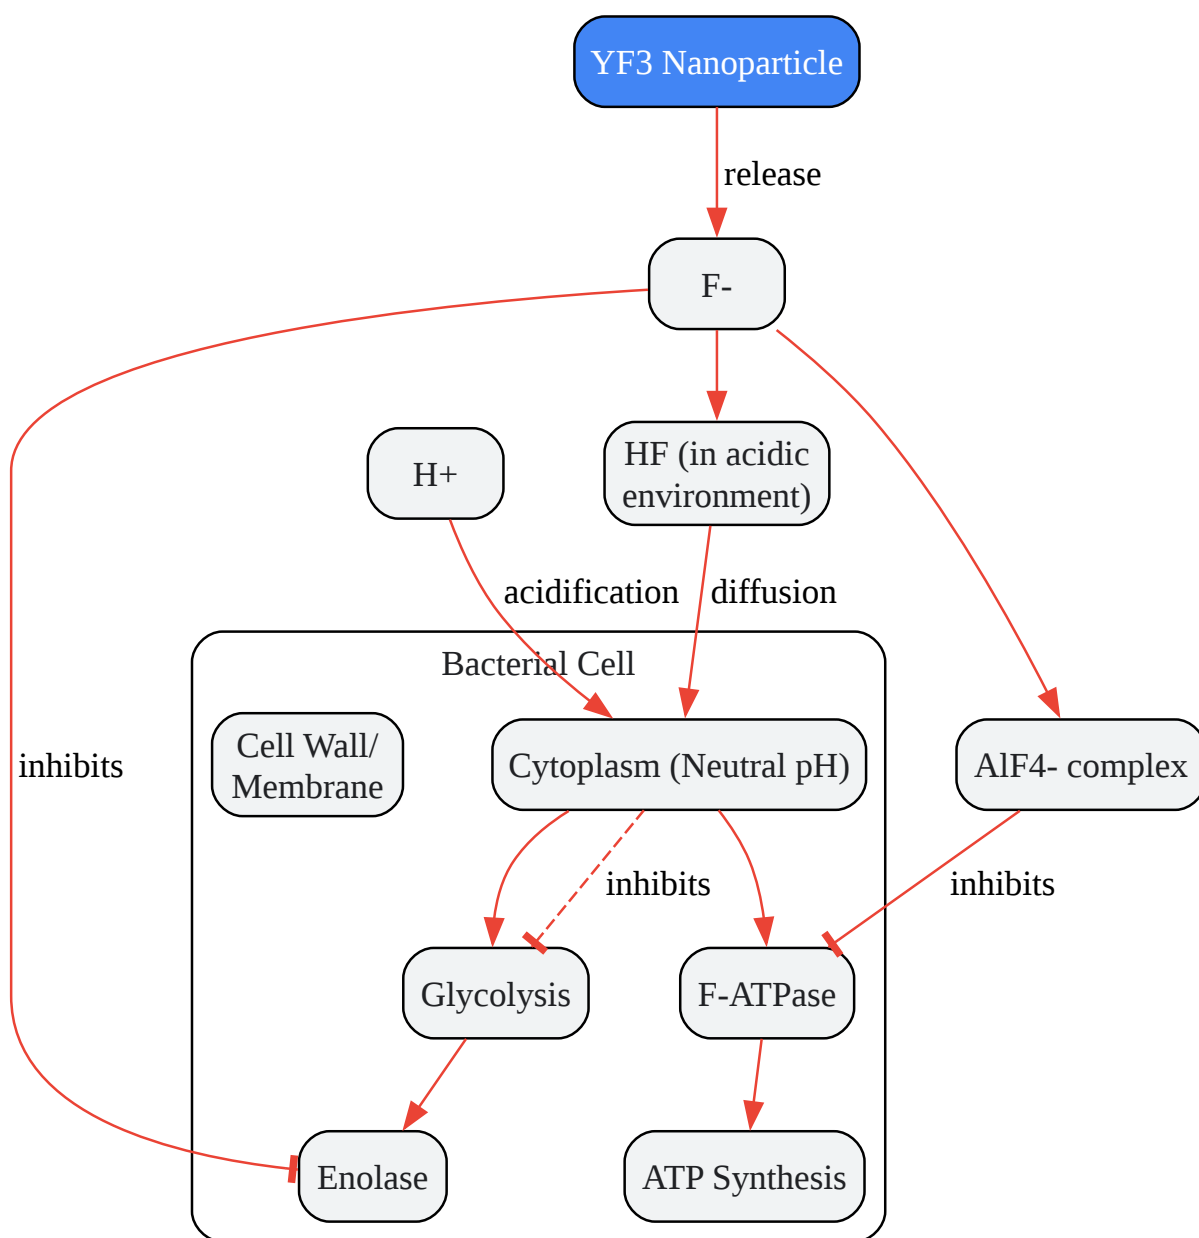 YF3 Nanoparticle
release
F-
H+
HF (in acidic
environment)
acidification
diffusion
Bacterial Cell
Cell Wall/
Membrane
Cytoplasm (Neutral pH)
AlF4- complex
inhibits
inhibits
inhibits
Glycolysis
F-ATPase
Enolase
ATP Synthesis